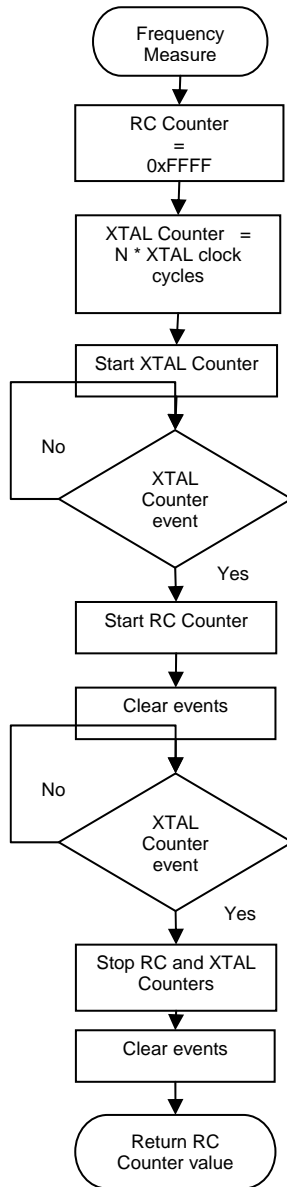 Frequency
Measure
RC Counter
=
0xFFFF
XTAL Counter =
N * XTAL clock
cycles
Start XTAL Counter
No
XTAL
Counter
event
Yes
Start RC Counter
Clear events
No
XTAL
Counter
event
Yes
Stop RC and XTAL
Counters
Clear events
Return RC
Counter value